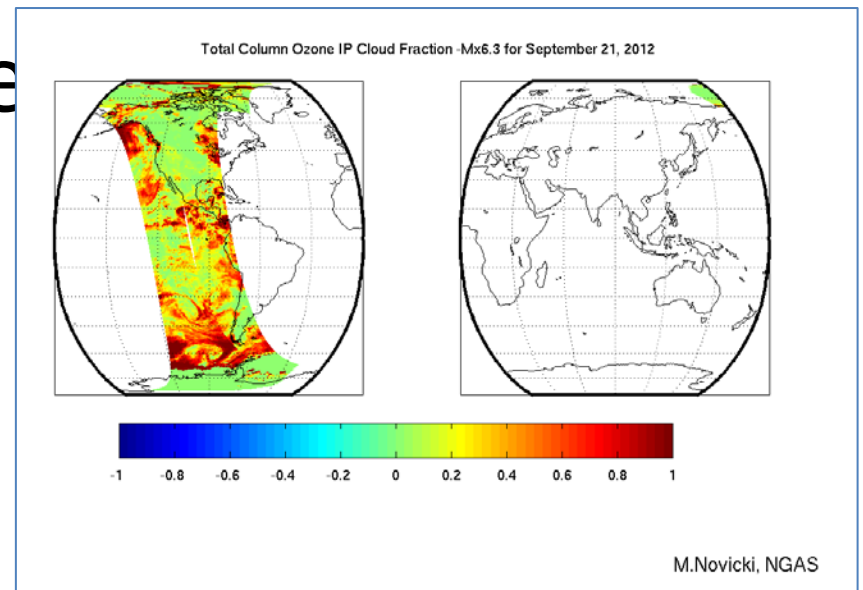 e
Total Column Ozone IP Cloud Fraction -Mx6.3 for September 21, 2012
-1 -0.8 -0.6 -0.4 -0.2 0 0.2 0.4 0.6 0.8 1
M.Novicki, NGAS